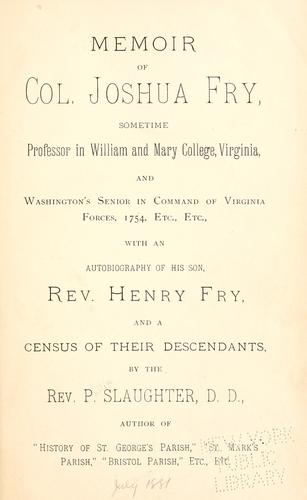 MEMOIR
OF
COL. JOSHUA FRY,
SOMETIME
Professor in William and Mary College, Virginia,
AND
WASHINGTON'S SENIOR IN COMMAND OF VIRGINIA
FORCES, 1754, ETC., ETC.,
WITH AN
AUTOBIOGRAPHY OF HIS SON,
REV. HENRY FRY,
AND A
CENSUS OF THEIR DESCENDANTS,
BY THE
REV. P. SLAUGHTER, D. D.,
AUTHOR OF
"HISTORY OF ST. GEORGE'S PARISH," "ST. MARK'S
PARISH," "BRISTOL PARISH," ETC., ETC.
LIBRARY
July 1881